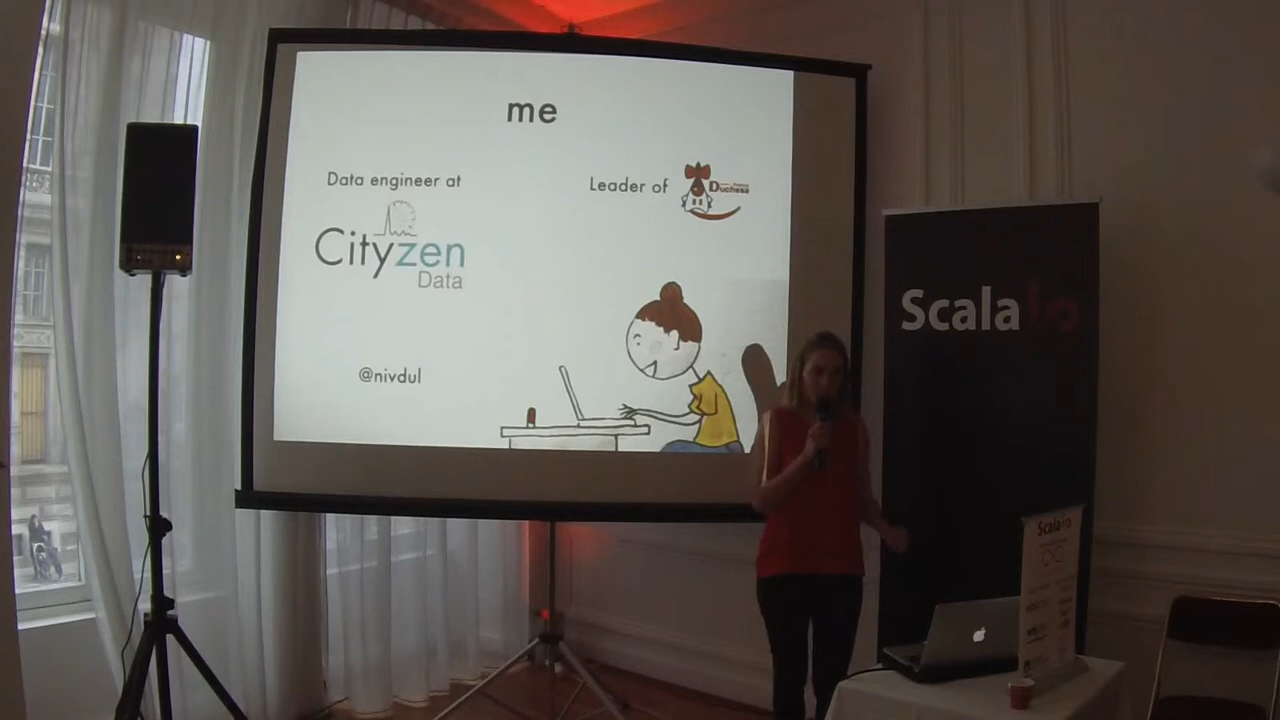 me
Data engineer at
Leader of
Duchess
Cityzen
Data
@nivdul
Scala i/o
Scala i/o